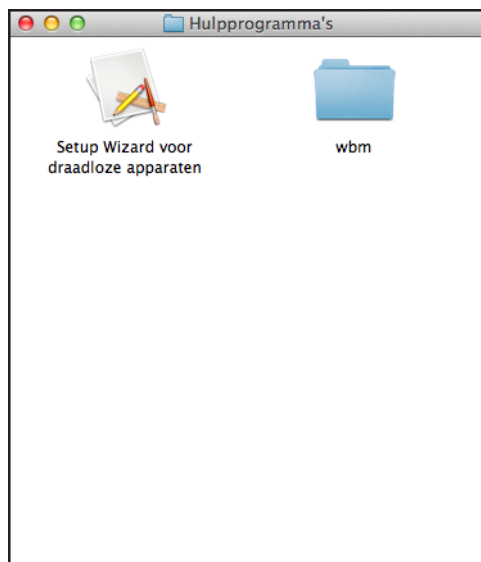 Hulpprogramma's
Setup Wizard voor
draadloze apparaten
wbm